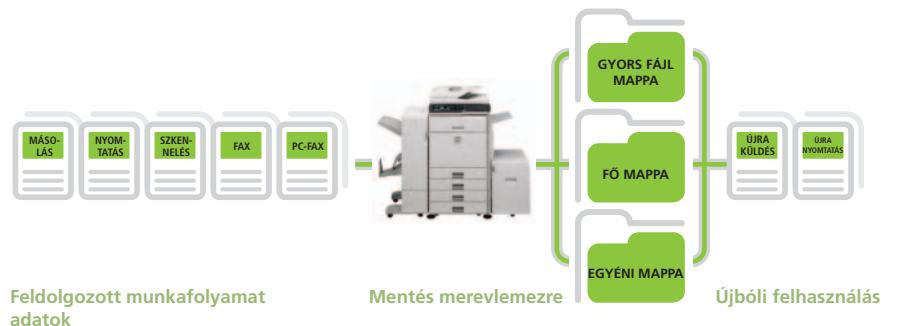 MÁSO-
LÁS
NYOM-
TATÁS
SZKEN-
NELÉS
FAX
PC-FAX
GYORS FÁJL
MAPPA
FŐ MAPPA
EGYÉNI MAPPA
ÚJRA
KÜLDÉS
ÚJRA
NYOMTATÁS
Feldolgozott munkafolyamat
adatok
Mentés merevlemezre
Újbóli felhasználás